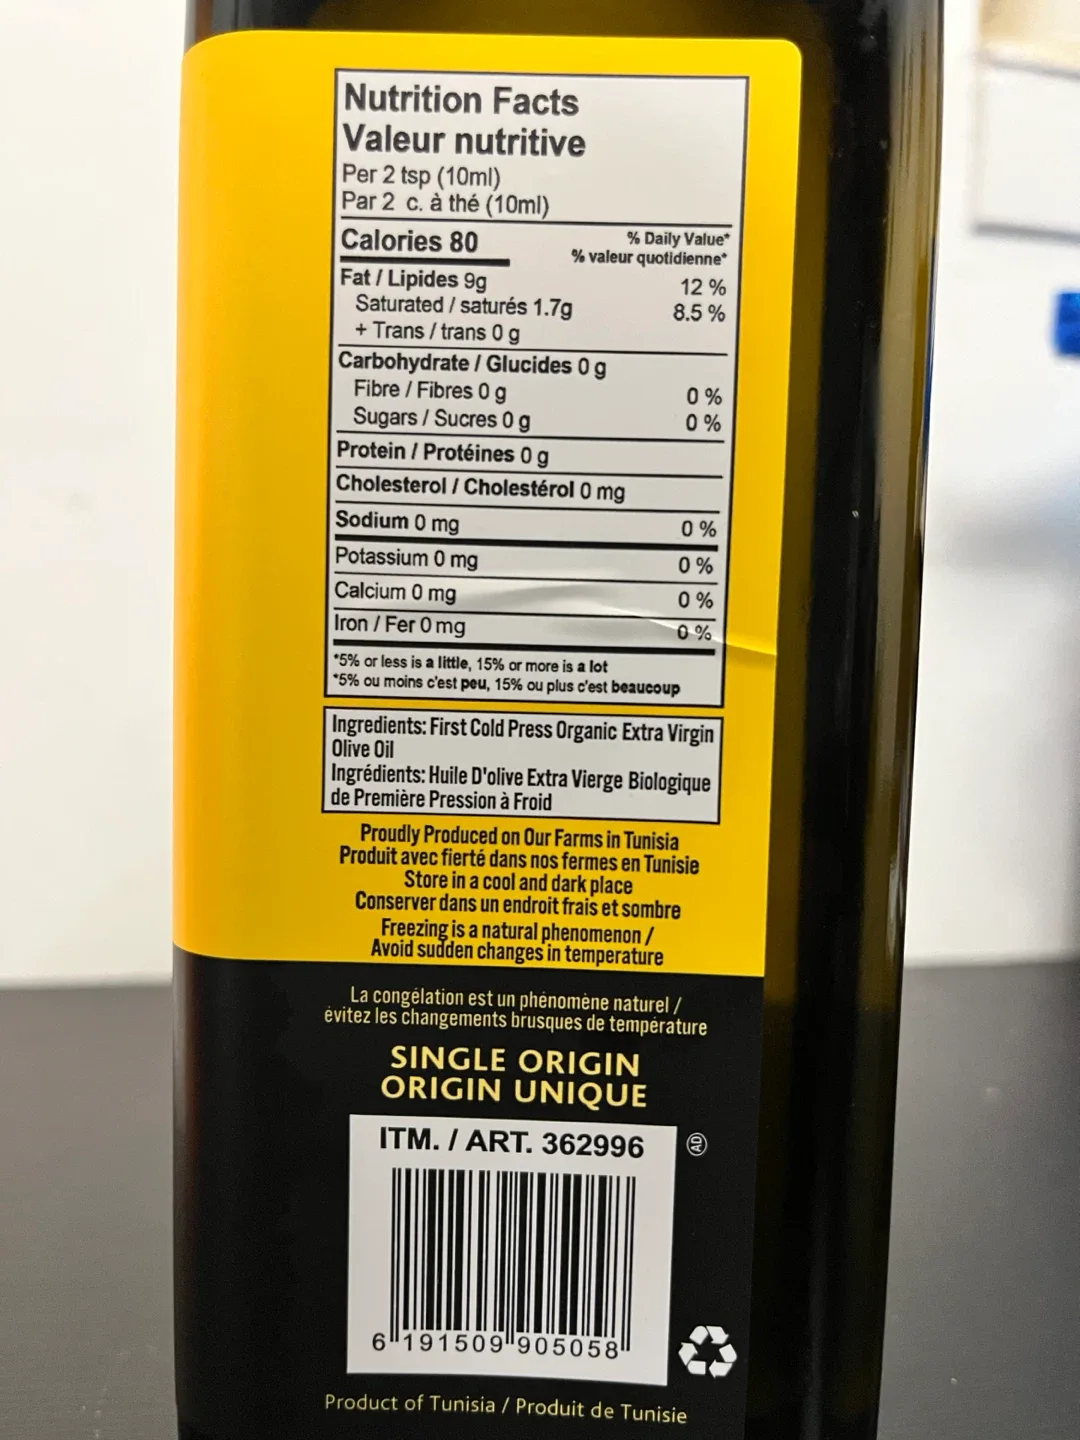 Nutrition Facts
Valeur nutritive
Per 2 tsp (10ml)
Par 2 c. à thé (10ml)
Calories 80
% Daily Value*
% valeur quotidienne*
Fat / Lipides 9g 12 %
Saturated / saturés 1.7g 8.5 %
+ Trans / trans 0 g
Carbohydrate / Glucides 0 g
Fibre / Fibres 0 g 0 %
Sugars / Sucres 0 g 0 %
Protein / Protéines 0 g
Cholesterol / Cholestérol 0 mg
Sodium 0 mg 0 %
Potassium 0 mg 0 %
Calcium 0 mg 0 %
Iron / Fer 0 mg 0 %
*5% or less is a little, 15% or more is a lot
*5% ou moins c'est peu, 15% ou plus c'est beaucoup
Ingredients: First Cold Press Organic Extra Virgin
Olive Oil
Ingrédients: Huile D'olive Extra Vierge Biologique
de Première Pression à Froid
Proudly Produced on Our Farms in Tunisia
Produit avec fierté dans nos fermes en Tunisie
Store in a cool and dark place
Conserver dans un endroit frais et sombre
Freezing is a natural phenomenon /
Avoid sudden changes in temperature
La congélation est un phénomène naturel /
évitez les changements brusques de température
SINGLE ORIGIN
ORIGIN UNIQUE
ITM. / ART. 362996
AD
6 191509 905058
Product of Tunisia / Produit de Tunisie